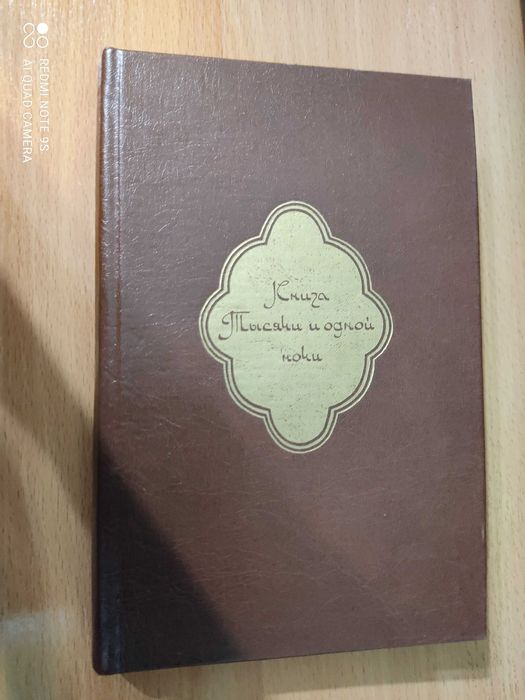 Книга
Тысячи и одной
ночи
REDMI NOTE 9S
AI QUAD CAMERA